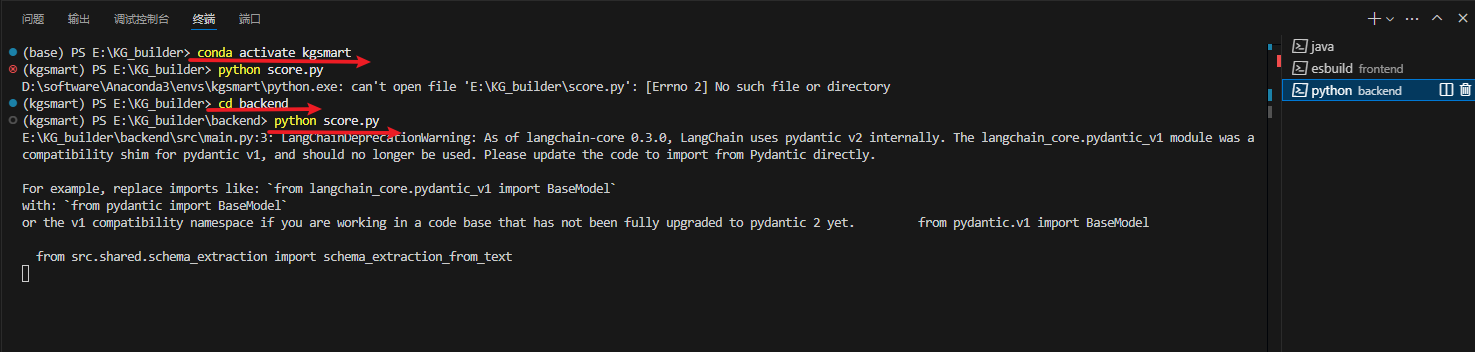 问题 输出 调试控制台 终端 端口
(base) PS E:\KG_builder> conda activate kgsmart
(kgsmart) PS E:\KG_builder> python score.py
D:\software\Anaconda3\envs\kgsmart\python.exe: can't open file 'E:\KG_builder\score.py': [Errno 2] No such file or directory
(kgsmart) PS E:\KG_builder> cd backend
(kgsmart) PS E:\KG_builder\backend> python score.py
E:\KG_builder\backend\src\main.py:3: LangChainDeprecationWarning: As of langchain-core 0.3.0, LangChain uses pydantic v2 internally. The langchain_core.pydantic_v1 module was a
compatibility shim for pydantic v1, and should no longer be used. Please update the code to import from Pydantic directly.
For example, replace imports like: `from langchain_core.pydantic_v1 import BaseModel`
with: `from pydantic import BaseModel`
or the v1 compatibility namespace if you are working in a code base that has not been fully upgraded to pydantic 2 yet. from pydantic.v1 import BaseModel
from src.shared.schema_extraction import schema_extraction_from_text
java
esbuild frontend
python backend